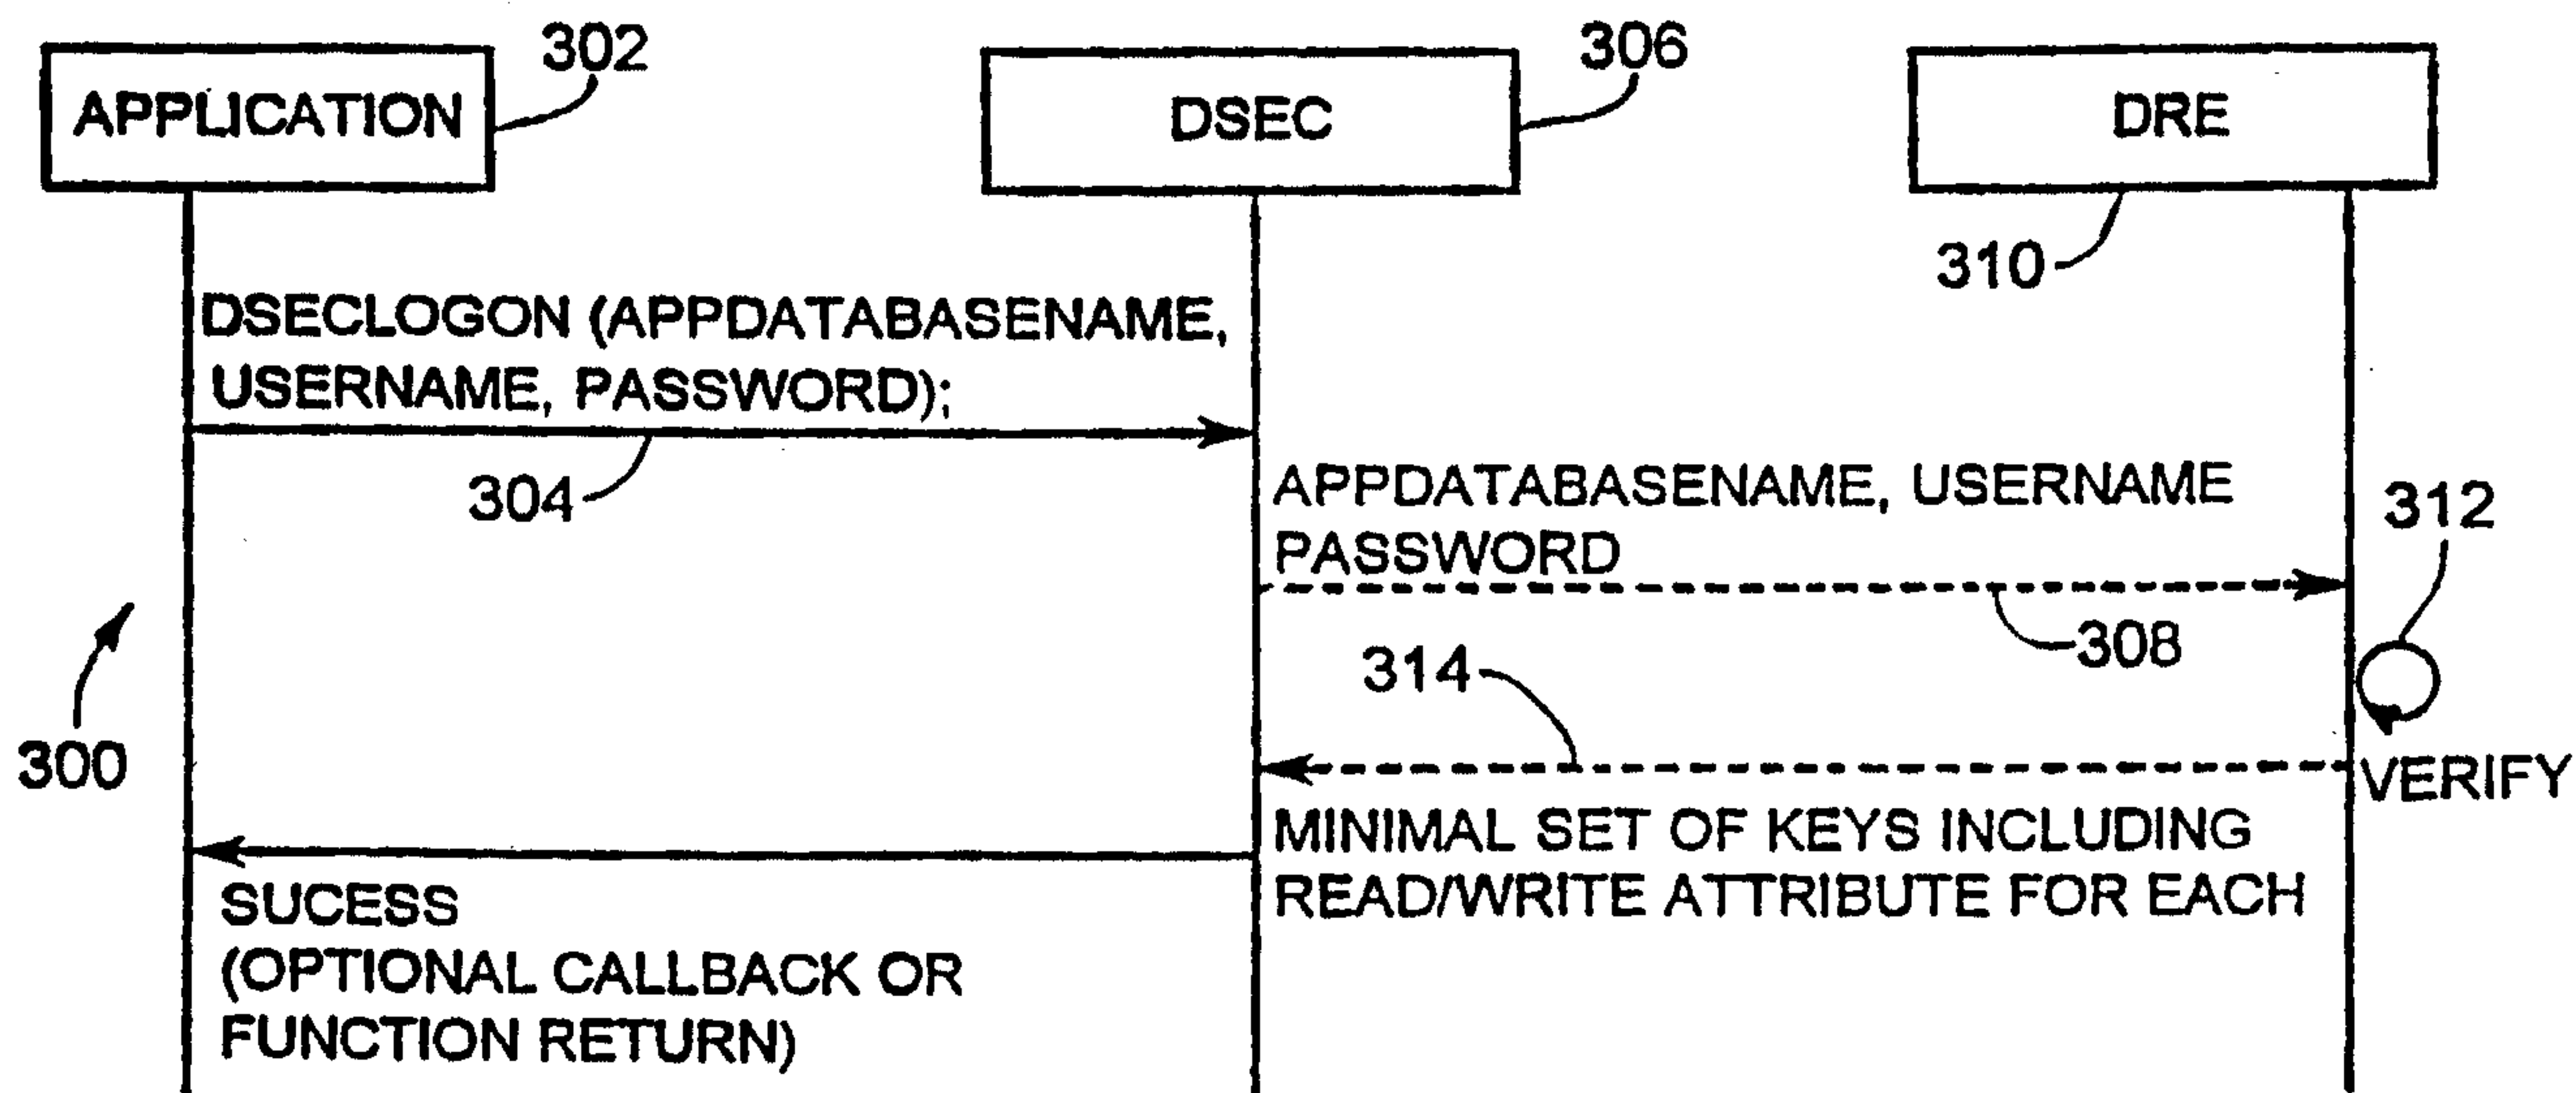 APPLICATION
302
DSEC
306
DRE
310
DSECLOGON (APPDATABASENAME,
USERNAME, PASSWORD);
304
APPDATABASENAME, USERNAME
PASSWORD
308
312
VERIFY
314
MINIMAL SET OF KEYS INCLUDING
READ/WRITE ATTRIBUTE FOR EACH
300
SUCESS
(OPTIONAL CALLBACK OR
FUNCTION RETURN)